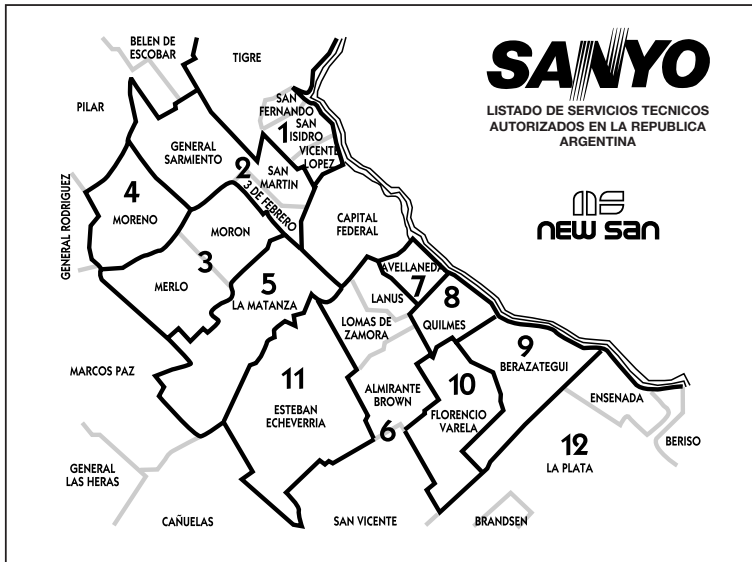 BELEN DE
ESCOBAR
TIGRE
SANYO
LISTADO DE SERVICIOS TECNICOS
AUTORIZADOS EN LA REPUBLICA
ARGENTINA
new san
PILAR
SAN
FERNANDO
SAN
ISIDRO
1
VICENTE
LOPEZ
GENERAL
SARMIENTO
2
SAN
MARTIN
3 DE FEBRERO
4
MORENO
GENERAL RODRIGUEZ
MORON
CAPITAL
FEDERAL
3
MERLO
5
LA MATANZA
AVELLANEDA
7
LANUS
8
QUILMES
LOMAS DE
ZAMORA
9
BERAZATEGUI
MARCOS PAZ
11
ESTEBAN
ECHEVERRIA
ALMIRANTE
BROWN
10
FLORENCIO
VARELA
6
ENSENADA
BERISO
12
LA PLATA
GENERAL
LAS HERAS
CAÑUELAS
SAN VICENTE
BRANDSEN